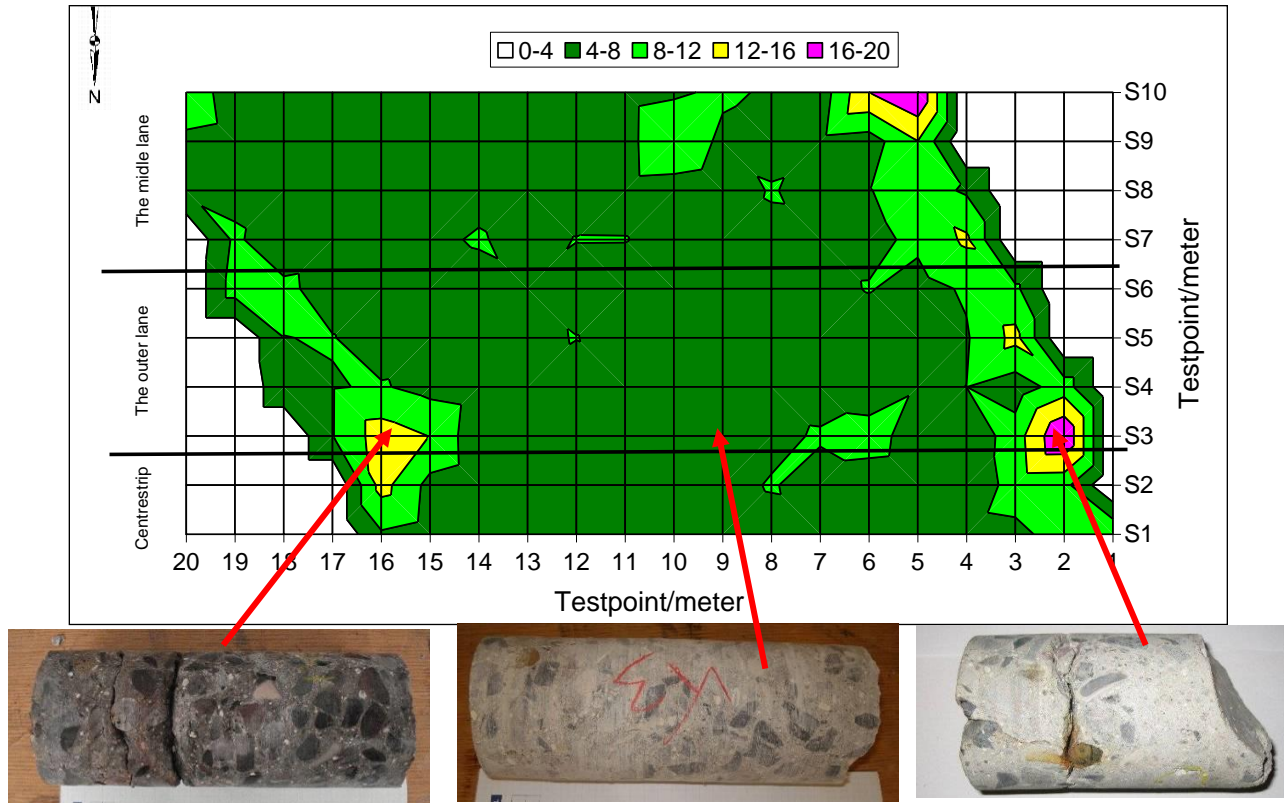 N
0-4 4-8 8-12 12-16 16-20
The middle lane
The outer lane
Centrestrip
S10
S9
S8
S7
S6
S5
S4
S3
S2
S1
Testpoint/meter
20 19 18 17 16 15 14 13 12 11 10 9 8 7 6 5 4 3 2 1
Testpoint/meter